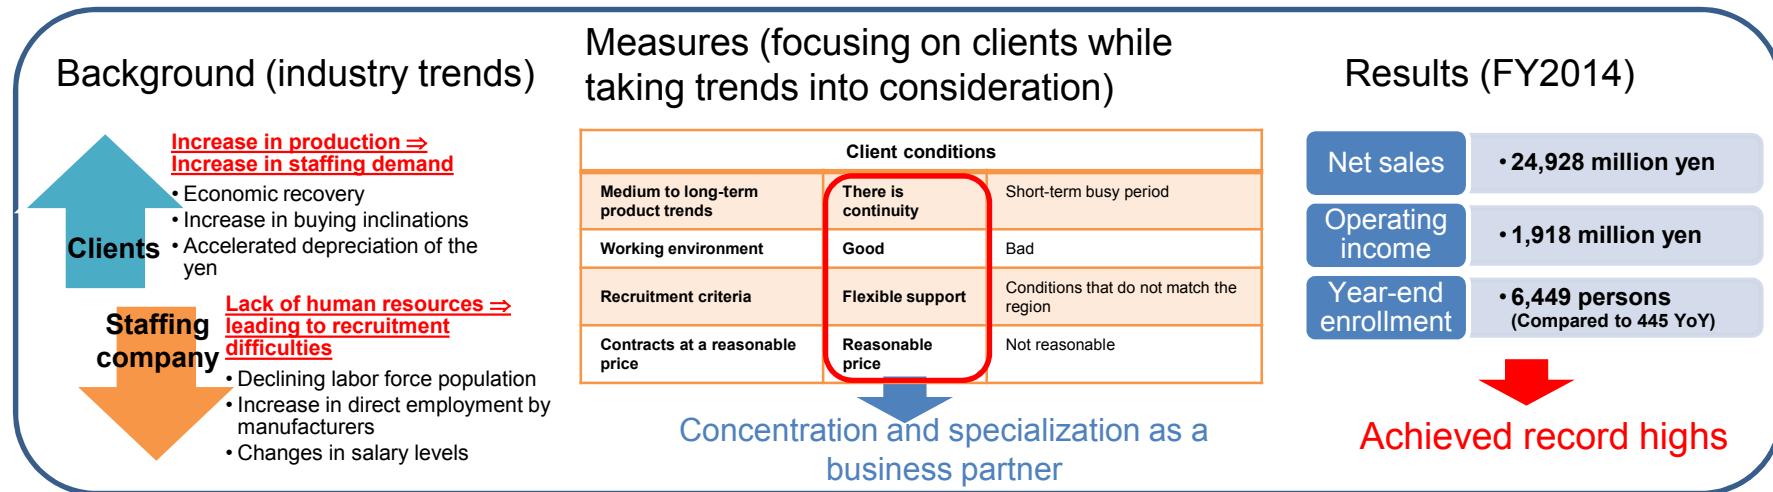 Background (industry trends)
Increase in production ⇒
Increase in staffing demand
• Economic recovery
• Increase in buying inclinations
• Accelerated depreciation of the
yen
Clients
Lack of human resources ⇒
leading to recruitment
difficulties
Staffing
company
• Declining labor force population
• Increase in direct employment by
manufacturers
• Changes in salary levels
Measures (focusing on clients while
taking trends into consideration)
Client conditions
Medium to long-term
product trends
There is
continuity
Short-term busy period
Working environment
Good
Bad
Recruitment criteria
Flexible support
Conditions that do not match the
region
Contracts at a reasonable
price
Reasonable
price
Not reasonable
Concentration and specialization as a
business partner
Results (FY2014)
Net sales
• 24,928 million yen
Operating
income
• 1,918 million yen
Year-end
enrollment
• 6,449 persons
(Compared to 445 YoY)
Achieved record highs